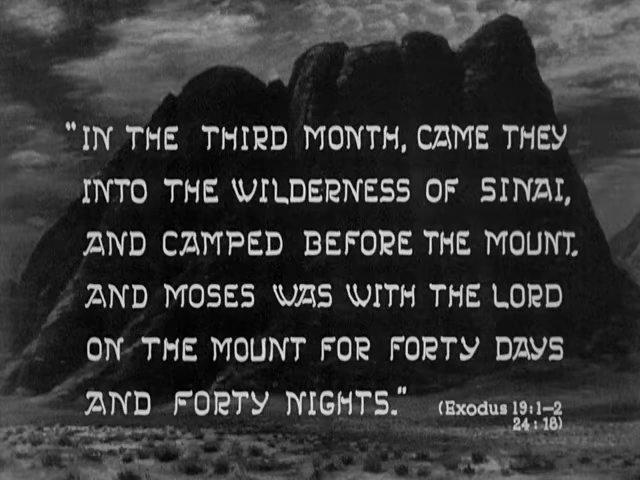 "IN THE THIRD MONTH, CAME THEY
INTO THE WILDERNESS OF SINAI,
AND CAMPED BEFORE THE MOUNT.
AND MOSES WAS WITH THE LORD
ON THE MOUNT FOR FORTY DAYS
AND FORTY NIGHTS."
(Exodus 19:1-2
24:18)